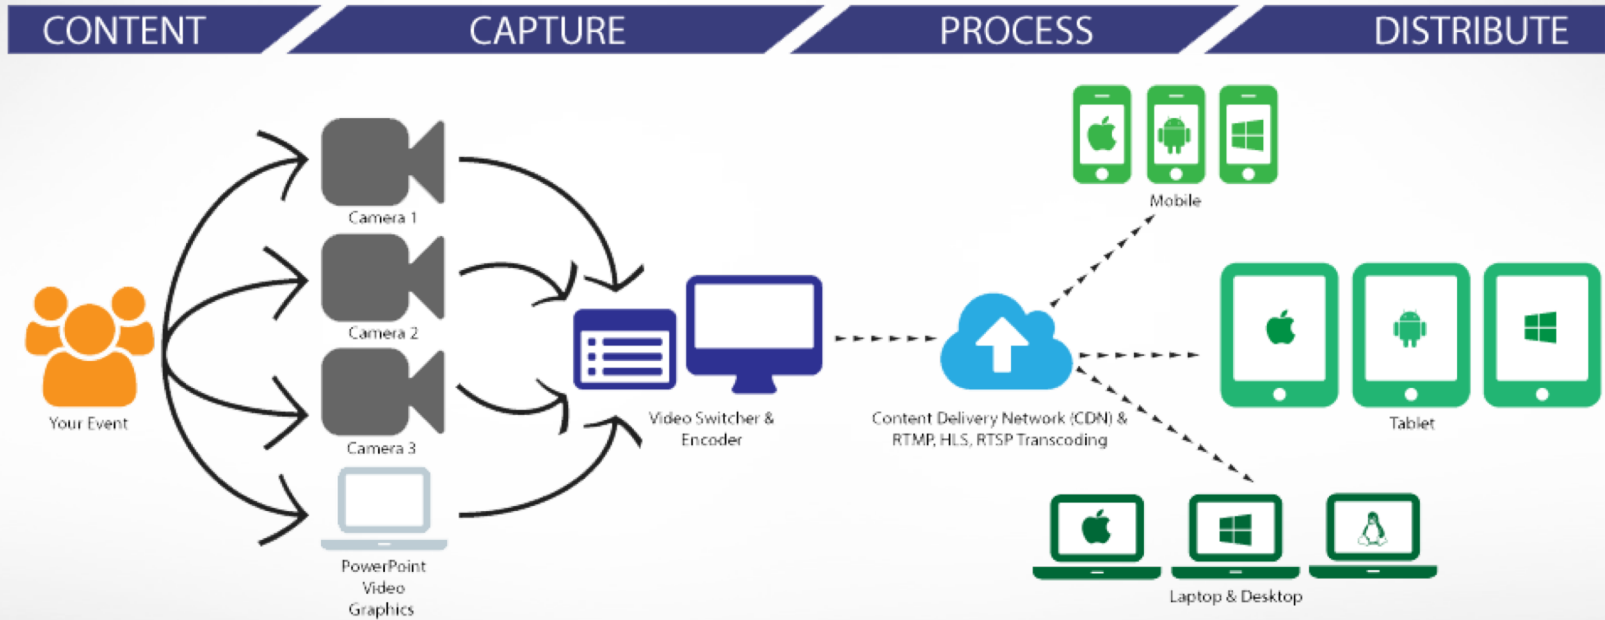 CONTENT
CAPTURE
PROCESS
DISTRIBUTE
Your Event
Camera 1
Camera 2
Camera 3
PowerPoint
Video
Graphics
Video Switcher &
Encoder
Content Delivery Network (CDN) &
RTMP, HLS, RTSP Transcoding
Mobile
Tablet
Laptop & Desktop